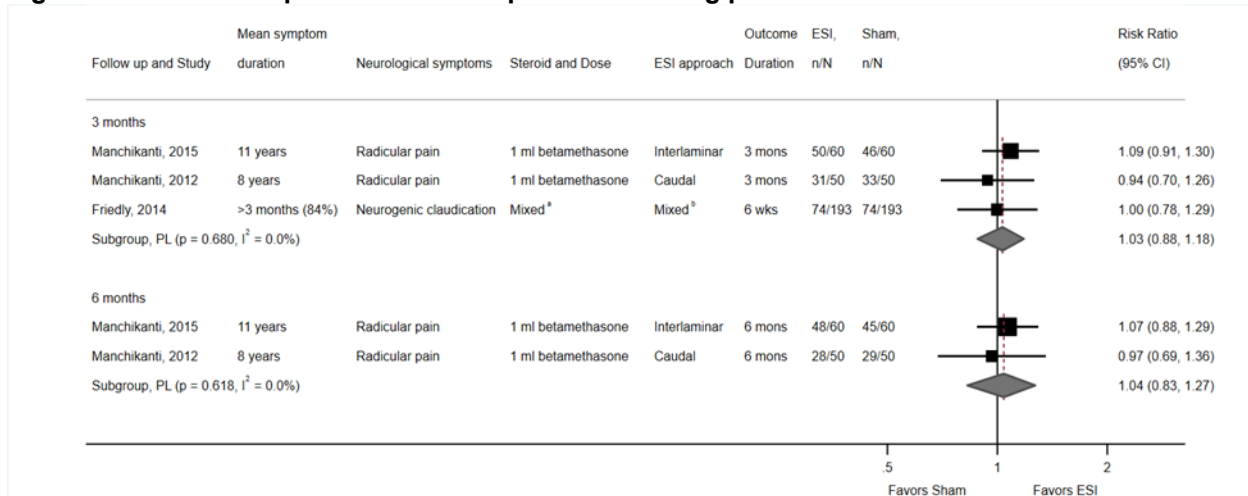 Mean symptom Outcome ESI, Sham, Risk Ratio
Follow up and Study duration Neurological symptoms Steroid and Dose ESI approach Duration n/N n/N (95% CI)
3 months
Manchikanti, 2015 11 years Radicular pain 1 ml betamethasone Interlaminar 3 mons 50/60 46/60 1.09 (0.91, 1.30)
Manchikanti, 2012 8 years Radicular pain 1 ml betamethasone Caudal 3 mons 31/50 33/50 0.94 (0.70, 1.26)
Friedly, 2014 >3 months (84%) Neurogenic claudication Mixed a Mixed b 6 wks 74/193 74/193 1.00 (0.78, 1.29)
Subgroup, PL (p = 0.680, I² = 0.0%) 1.03 (0.88, 1.18)
6 months
Manchikanti, 2015 11 years Radicular pain 1 ml betamethasone Interlaminar 6 mons 48/60 45/60 1.07 (0.88, 1.29)
Manchikanti, 2012 8 years Radicular pain 1 ml betamethasone Caudal 6 mons 28/50 29/50 0.97 (0.69, 1.36)
Subgroup, PL (p = 0.618, I² = 0.0%) 1.04 (0.83, 1.27)
.5 1 2
Favors Sham Favors ESI